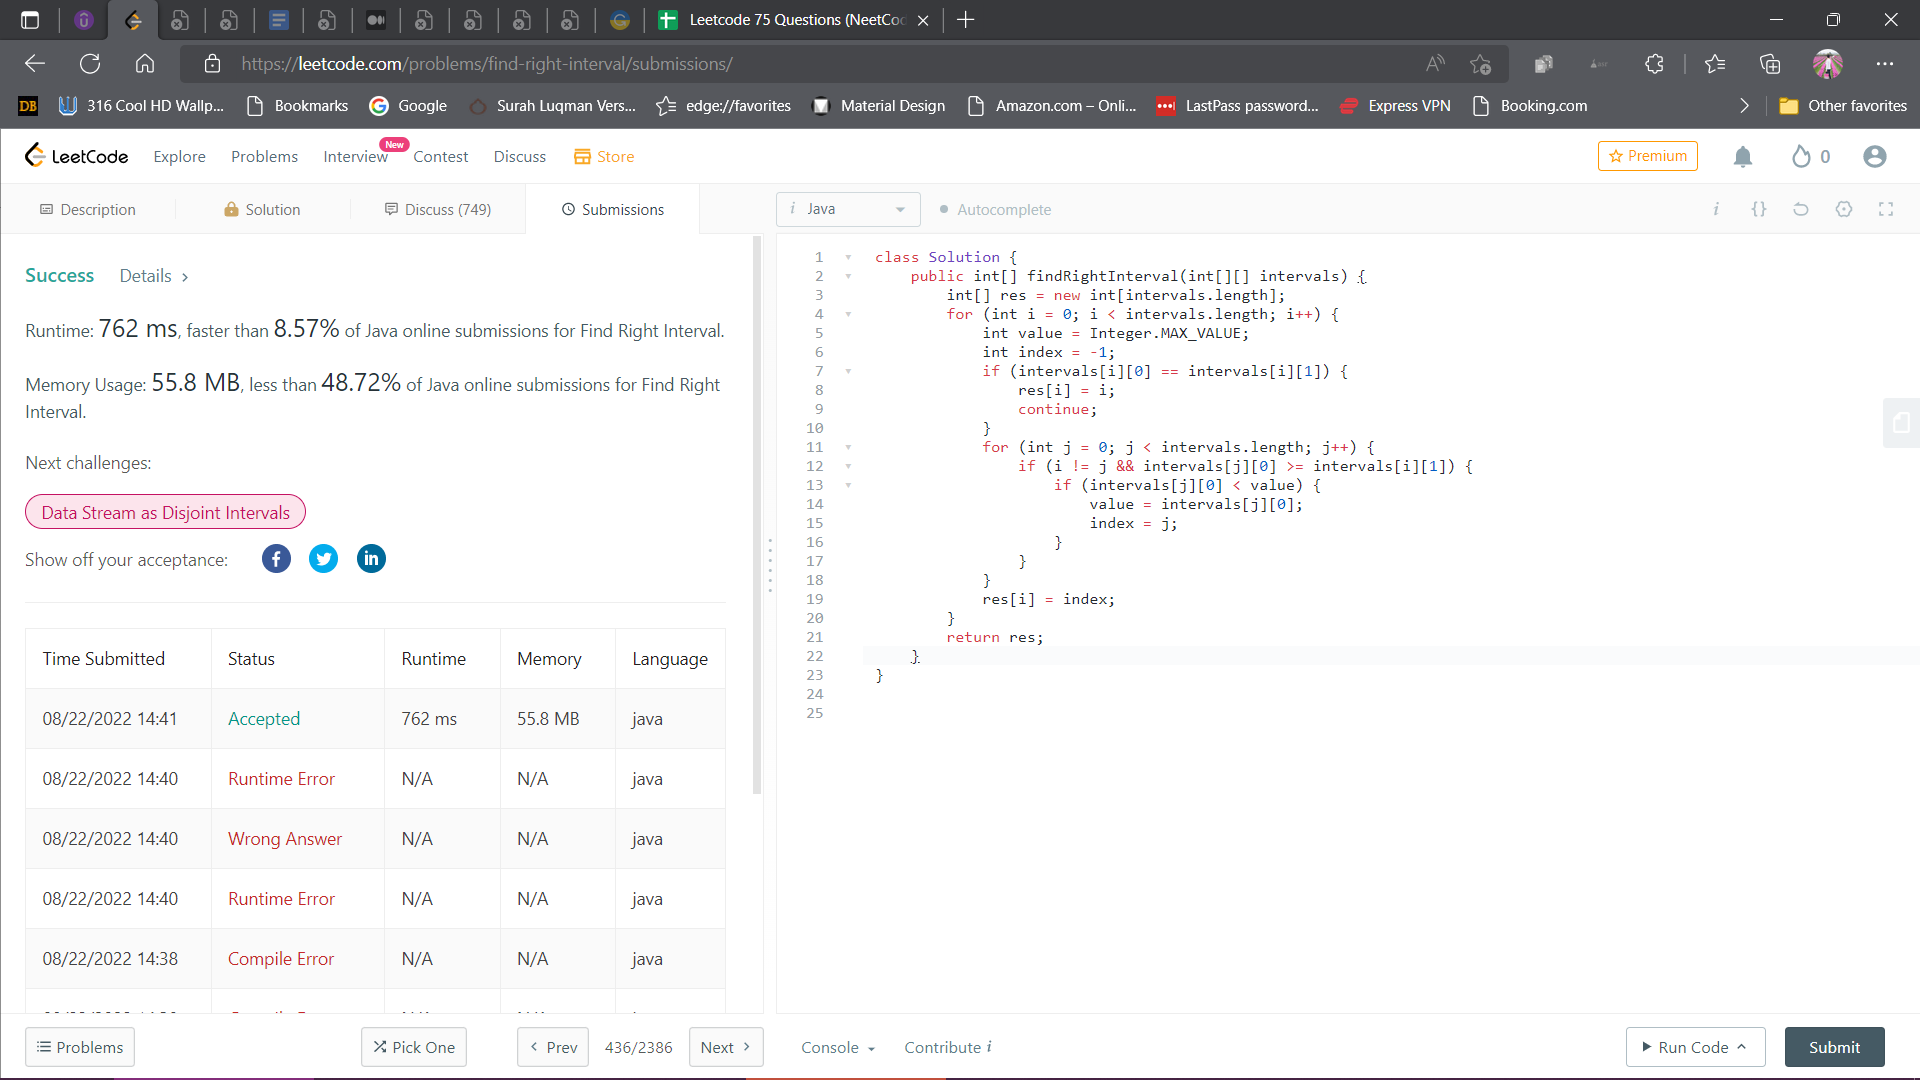 Leetcode 75 Questions (NeetCoc
https://leetcode.com/problems/find-right-interval/submissions/
DB
316 Cool HD Wallp...
Bookmarks
Google
Surah Luqman Vers...
edge://favorites
Material Design
Amazon.com – Onli...
LastPass password...
Express VPN
Booking.com
Other favorites
LeetCode
Explore
Problems
Interview
New
Contest
Discuss
Store
Premium
0
Description
Solution
Discuss (749)
Submissions
i Java
Autocomplete
i
{}
Success
Details
Runtime: 762 ms, faster than 8.57% of Java online submissions for Find Right Interval.
Memory Usage: 55.8 MB, less than 48.72% of Java online submissions for Find Right
Interval.
Next challenges:
Data Stream as Disjoint Intervals
Show off your acceptance:
Time Submitted Status Runtime Memory Language
08/22/2022 14:41 Accepted 762 ms 55.8 MB java
08/22/2022 14:40 Runtime Error N/A N/A java
08/22/2022 14:40 Wrong Answer N/A N/A java
08/22/2022 14:40 Runtime Error N/A N/A java
08/22/2022 14:38 Compile Error N/A N/A java
1 class Solution {
2 public int[] findRightInterval(int[][] intervals) {
3 int[] res = new int[intervals.length];
4 for (int i = 0; i < intervals.length; i++) {
5 int value = Integer.MAX_VALUE;
6 int index = -1;
7 if (intervals[i][0] == intervals[i][1]) {
8 res[i] = i;
9 continue;
10 }
11 for (int j = 0; j < intervals.length; j++) {
12 if (i != j && intervals[j][0] >= intervals[i][1]) {
13 if (intervals[j][0] < value) {
14 value = intervals[j][0];
15 index = j;
16 }
17 }
18 }
19 res[i] = index;
20 }
21 return res;
22 }
23 }
24
25
Problems
Pick One
Prev
436/2386
Next
Console
Contribute i
Run Code
Submit